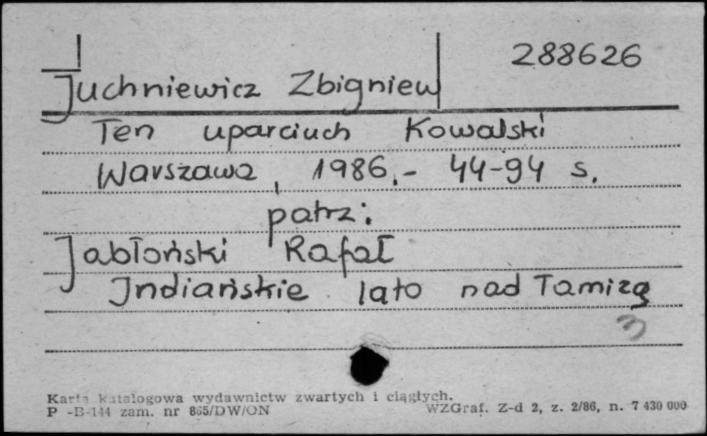 288626
Juchniewicz Zbigniew
Ten uparciuch Kowalski
Warszawa, 1986.- 44-94 s.
patrz:
Jabłoński Rafał
Indiańskie lato nad Tamizą
3
Karta katalogowa wydawnictw zwartych i ciągłych.
P -B-144 zam. nr 865/DW/ON
WZGraf. Z-d 2, z. 2/86, n. 7 430 000